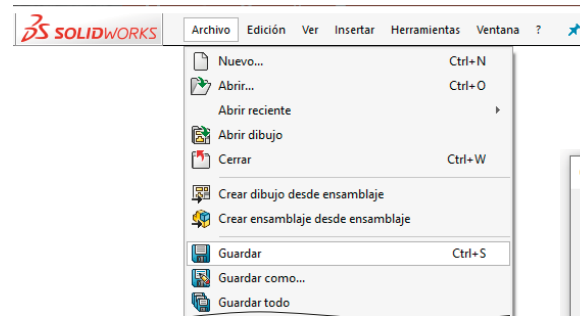 SOLIDWORKS Archivo Edición Ver Insertar Herramientas Ventana ?
Nuevo... Ctrl+N
Abrir... Ctrl+O
Abrir reciente
Abrir dibujo
Cerrar Ctrl+W
Crear dibujo desde ensamblaje
Crear ensamblaje desde ensamblaje
Guardar Ctrl+S
Guardar como...
Guardar todo